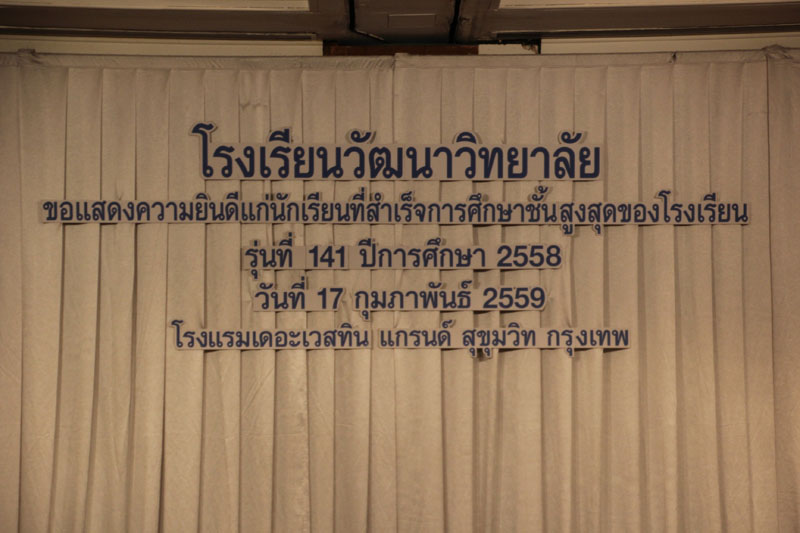 โรงเรียนวัฒนาวิทยาลัย
ขอแสดงความยินดีแก่นักเรียนที่สำเร็จการศึกษาชั้นสูงสุดของโรงเรียน
รุ่นที่ 141 ปีการศึกษา 2558
วันที่ 17 กุมภาพันธ์ 2559
โรงแรมเดอะเวสทิน แกรนด์ สุขุมวิท กรุงเทพ